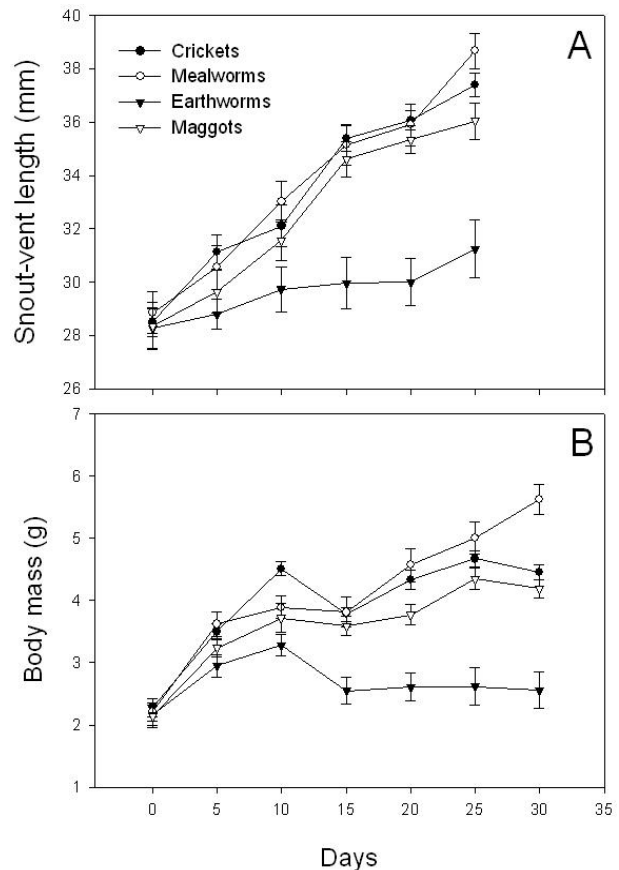 40
38
36
34
32
30
28
26
Snout-vent length (mm)
A
Crickets
Mealworms
Earthworms
Maggots
7
6
5
4
3
2
1
Body mass (g)
B
0 5 10 15 20 25 30 35
Days